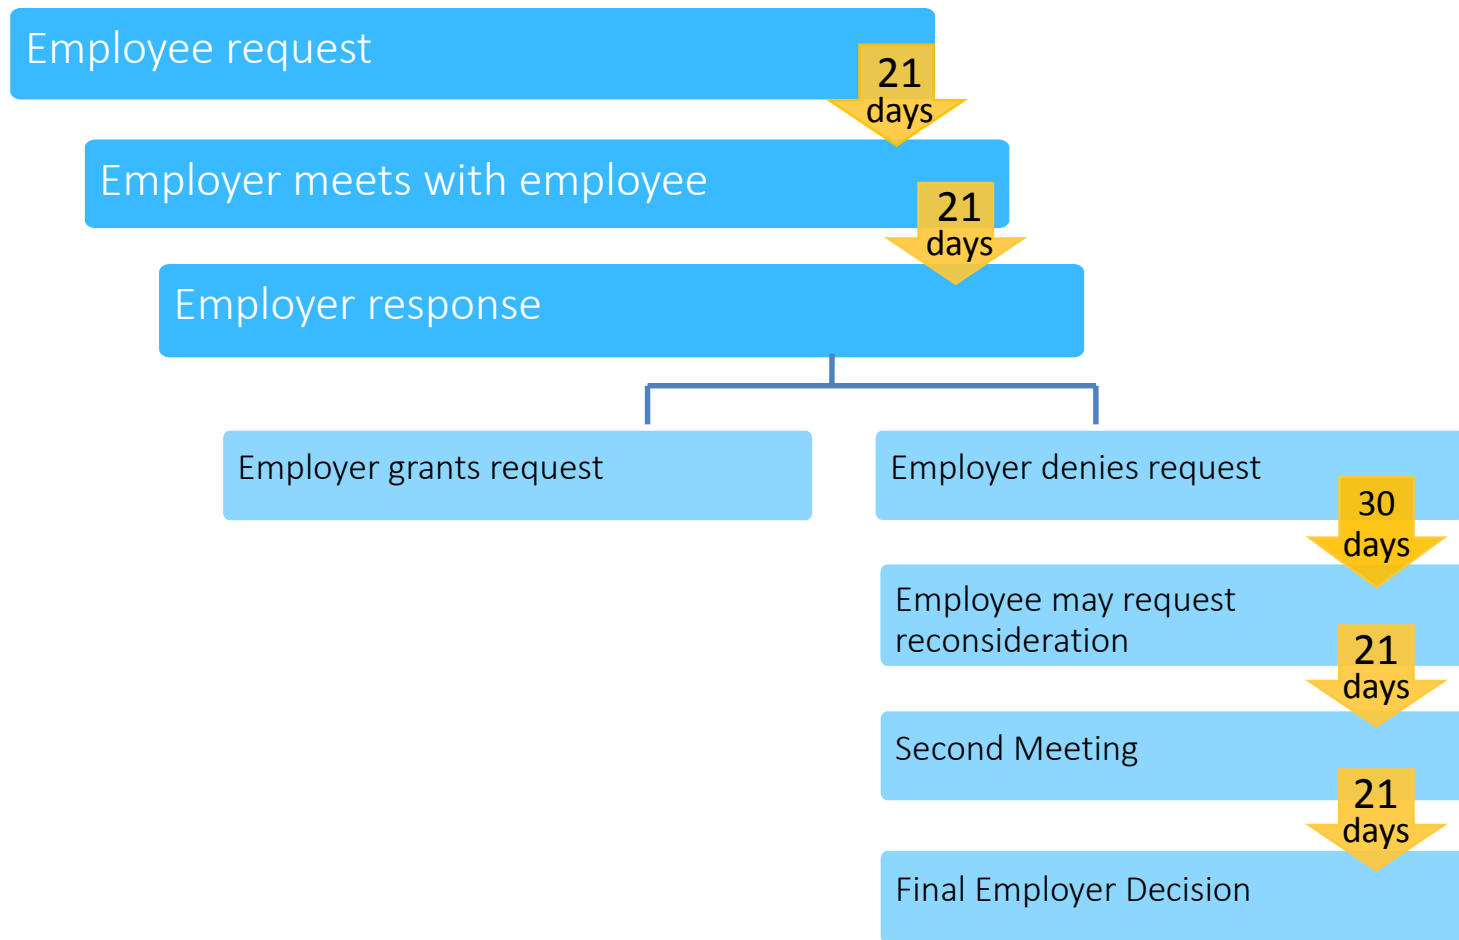 Employee request
21
days
Employer meets with employee
21
days
Employer response
Employer grants request
Employer denies request
30
days
Employee may request
reconsideration
21
days
Second Meeting
21
days
Final Employer Decision